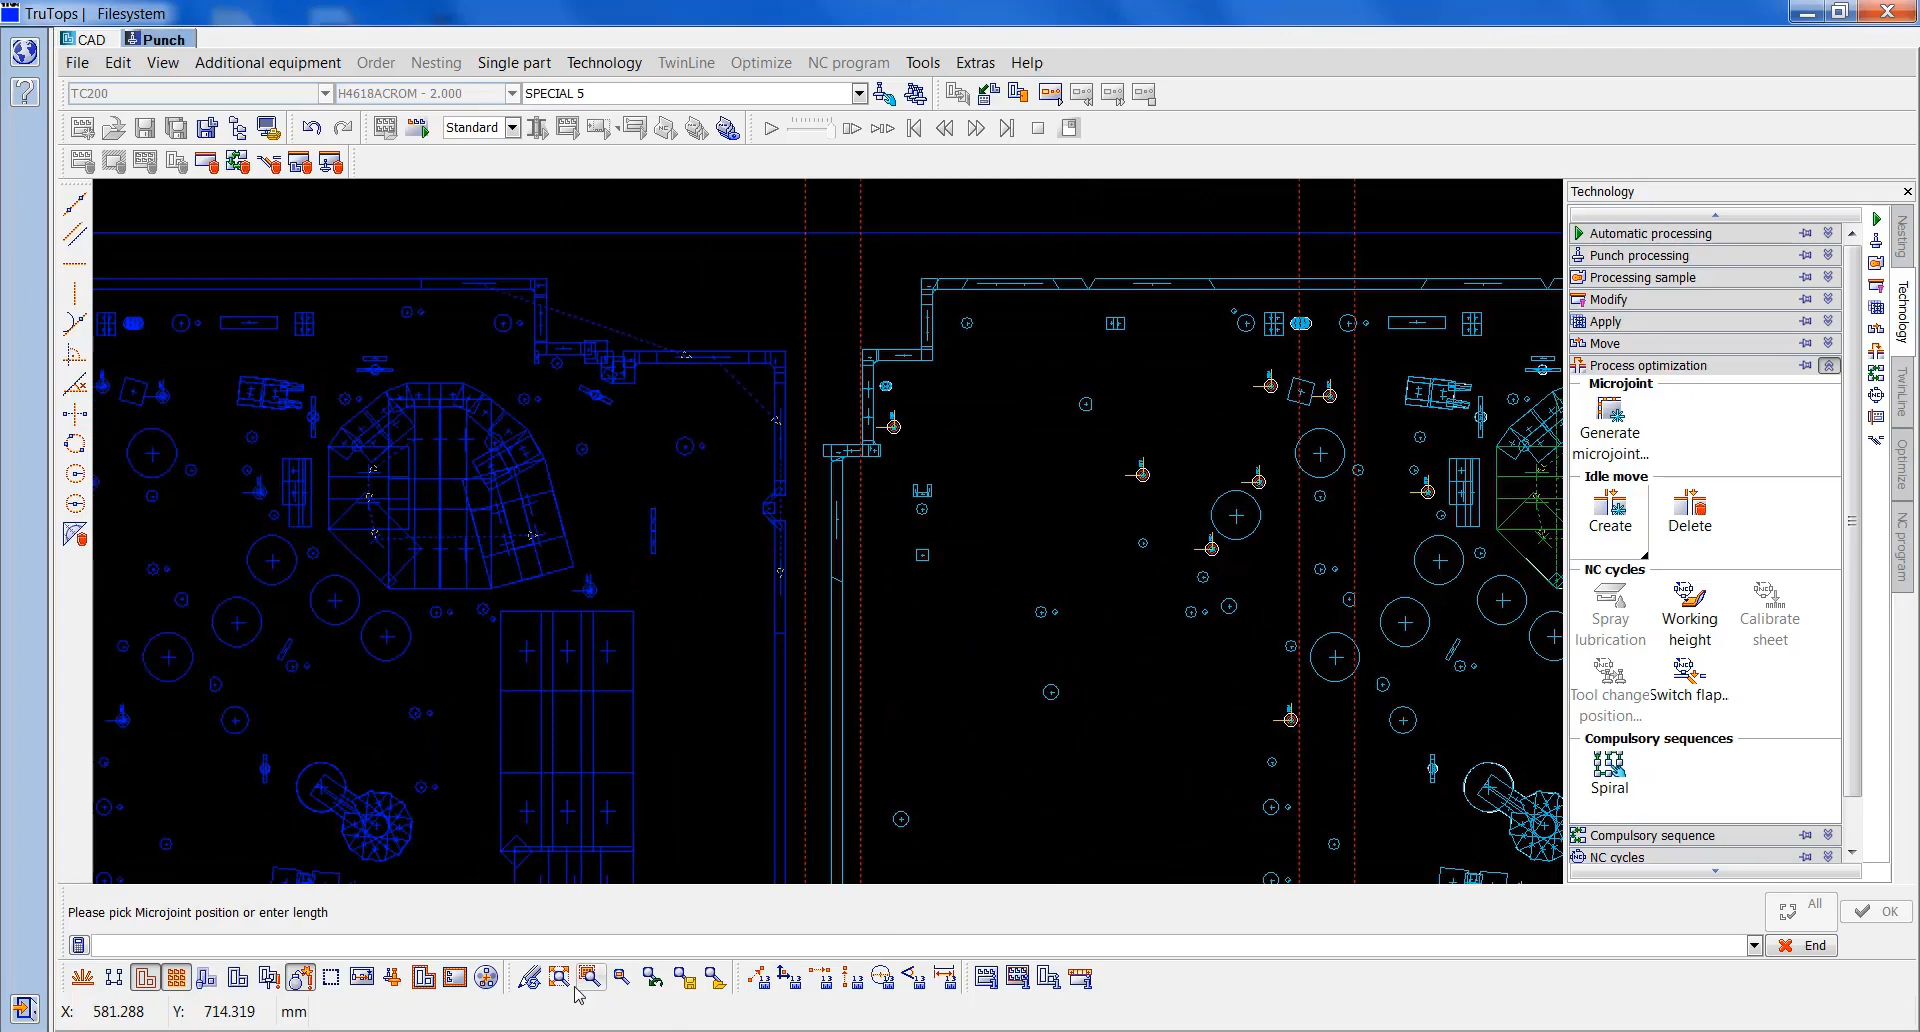 TruTops | Filesystem
CAD Punch
File Edit View Additional equipment Order Nesting Single part Technology TwinLine Optimize NC program Tools Extras Help
TC200 H4618ACROM - 2.000 SPECIAL 5
Standard
Technology
Automatic processing
Punch processing
Processing sample
Modify
Apply
Move
Process optimization
Microjoint
Generate
microjoint...
Idle move
Create Delete
NC cycles
Spray
lubrication
Working
height
Calibrate
sheet
Tool change
position...
Switch flap..
Compulsory sequences
Spiral
Compulsory sequence
NC cycles
Nesting
Technology
TwinLine
Optimize
NC program
Please pick Microjoint position or enter length
All
OK
End
X: 581.288 Y: 714.319 mm